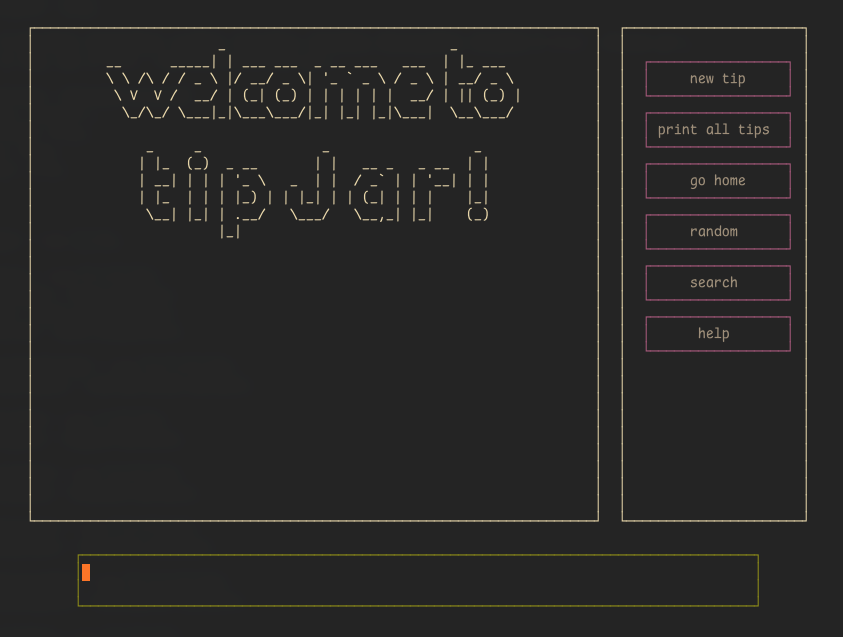 welcome to
tip jar!
new tip
print all tips
go home
random
search
help